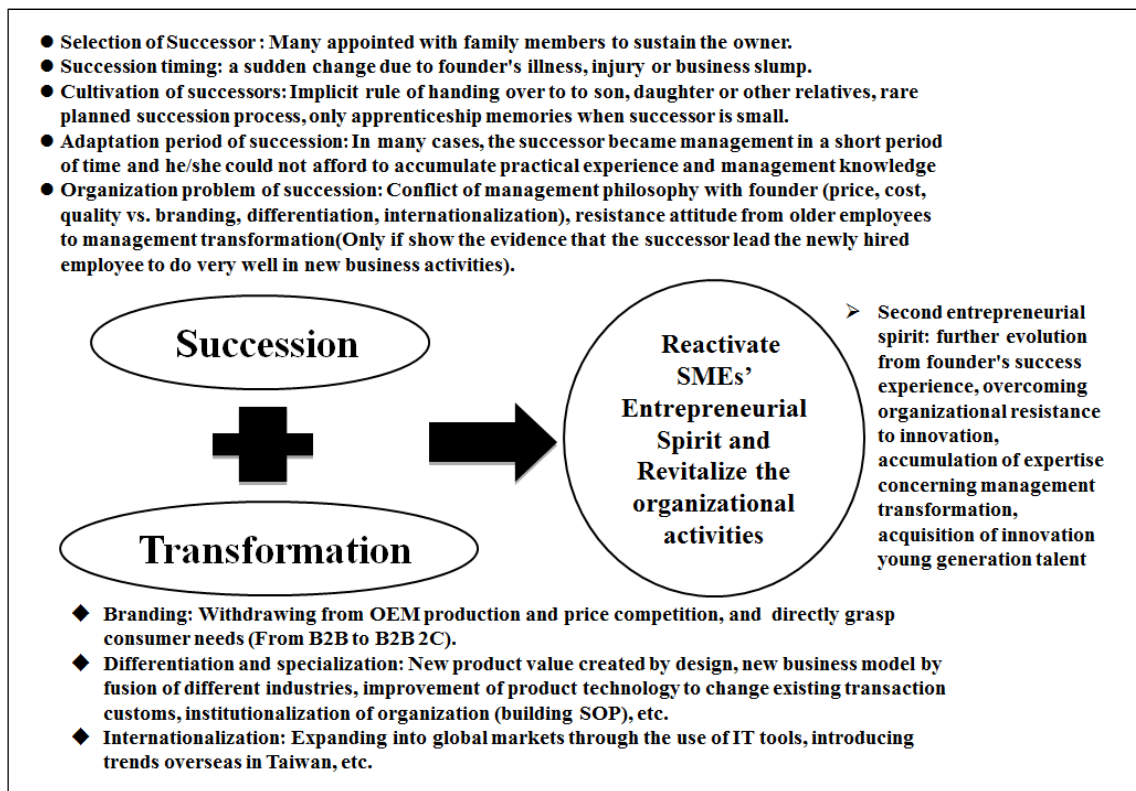 ● Selection of Successor : Many appointed with family members to sustain the owner.
● Succession timing: a sudden change due to founder's illness, injury or business slump.
● Cultivation of successors: Implicit rule of handing over to to son, daughter or other relatives, rare
planned succession process, only apprenticeship memories when successor is small.
● Adaptation period of succession: In many cases, the successor became management in a short period
of time and he/she could not afford to accumulate practical experience and management knowledge
● Organization problem of succession: Conflict of management philosophy with founder (price, cost,
quality vs. branding, differentiation, internationalization), resistance attitude from older employees
to management transformation(Only if show the evidence that the successor lead the newly hired
employee to do very well in new business activities).
Succession
Transformation
Reactivate
SMEs’
Entrepreneurial
Spirit and
Revitalize the
organizational
activities
➢ Second entrepreneurial
spirit: further evolution
from founder's success
experience, overcoming
organizational resistance
to innovation,
accumulation of expertise
concerning management
transformation,
acquisition of innovation
young generation talent
◆ Branding: Withdrawing from OEM production and price competition, and directly grasp
consumer needs (From B2B to B2B 2C).
◆ Differentiation and specialization: New product value created by design, new business model by
fusion of different industries, improvement of product technology to change existing transaction
customs, institutionalization of organization (building SOP), etc.
◆ Internationalization: Expanding into global markets through the use of IT tools, introducing
trends overseas in Taiwan, etc.